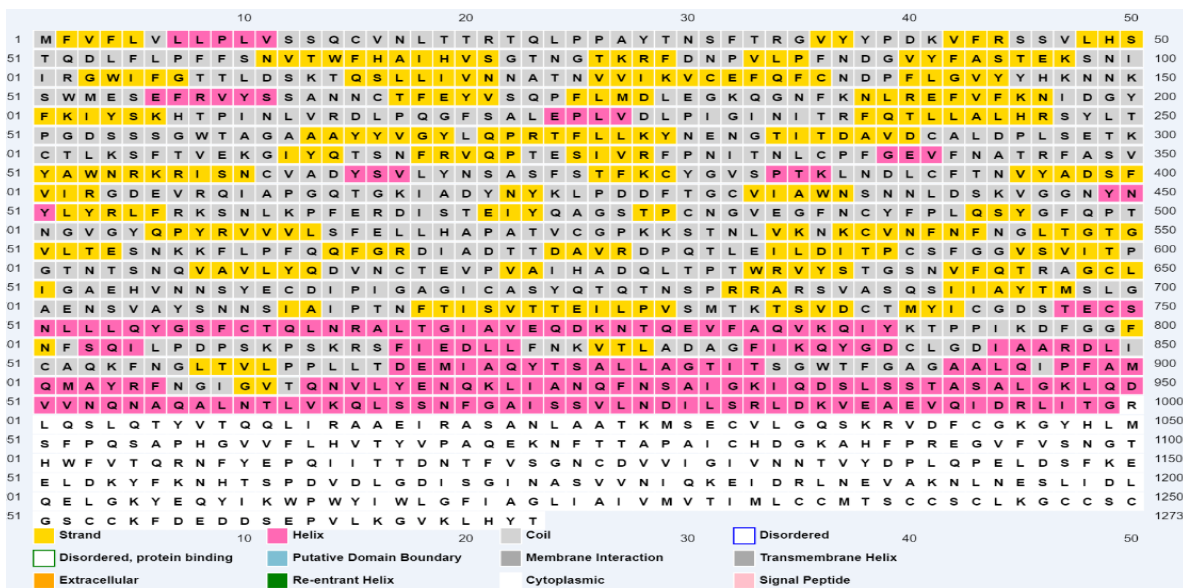 10 20 30 40 50
1 M F V F L V L L P L V S S Q C V N L T T R T Q L P P A Y T N S F T R G V Y Y P D K V F R S S V L H S 50
51 T Q D L F L P F F S N V T W F H A I H V S G T N G T K R F D N P V L P F N D G V Y F A S T E K S N I 100
01 I R G W I F G T T L D S K T Q S L L I V N N A T N V V I K V C E F Q F C N D P F L G V Y Y H K N N K 150
51 S W M E S E F R V Y S S A N N C T F E Y V S Q P F L M D L E G K Q G N F K N L R E F V F K N I D G Y 200
01 F K I Y S K H T P I N L V R D L P Q G F S A L E P L V D L P I G I N I T R F Q T L L A L H R S Y L T 250
51 P G D S S S G W T A G A A A Y Y V G Y L Q P R T F L L K Y N E N G T I T D A V D C A L D P L S E T K 300
01 C T L K S F T V E K G I Y Q T S N F R V Q P T E S I V R F P N I T N L C P F G E V F N A T R F A S V 350
51 Y A W N R K R I S N C V A D Y S V L Y N S A S F S T F K C Y G V S P T K L N D L C F T N V Y A D S F 400
01 V I R G D E V R Q I A P G Q T G K I A D Y N Y K L P D D F T G C V I A W N S N N L D S K V G G N Y N 450
51 Y L Y R L F R K S N L K P F E R D I S T E I Y Q A G S T P C N G V E G F N C Y F P L Q S Y G F Q P T 500
01 N G V G Y Q P Y R V V V L S F E L L H A P A T V C G P K K S T N L V K N K C V N F N F N G L T G T G 550
51 V L T E S N K K F L P F Q Q F G R D I A D T T D A V R D P Q T L E I L D I T P C S F G G V S V I T P 600
01 G T N T S N Q V A V L Y Q D V N C T E V P V A I H A D Q L T P T W R V Y S T G S N V F Q T R A G C L 650
51 I G A E H V N N S Y E C D I P I G A G I C A S Y Q T Q T N S P R R A R S V A S Q S I I A Y T M S L G 700
01 A E N S V A Y S N N S I A I P T N F T I S V T T E I L P V S M T K T S V D C T M Y I C G D S T E C S 750
51 N L L L Q Y G S F C T Q L N R A L T G I A V E Q D K N T Q E V F A Q V K Q I Y K T P P I K D F G G F 800
01 N F S Q I L P D P S K P S K R S F I E D L L F N K V T L A D A G F I K Q Y G D C L G D I A A R D L I 850
51 C A Q K F N G L T V L P P L L T D E M I A Q Y T S A L L A G T I T S G W T F G A G A A L Q I P F A M 900
01 Q M A Y R F N G I G V T Q N V L Y E N Q K L I A N Q F N S A I G K I Q D S L S S T A S A L G K L Q D 950
51 V V N Q N A Q A L N T L V K Q L S S N F G A I S S V L N D I L S R L D K V E A E V Q I D R L I T G R 1000
01 L Q S L Q T Y V T Q Q L I R A A E I R A S A N L A A T K M S E C V L G Q S K R V D F C G K G Y H L M 1050
51 S F P Q S A P H G V V F L H V T Y V P A Q E K N F T T A P A I C H D G K A H F P R E G V F V S N G T 1100
01 H W F V T Q R N F Y E P Q I I T T D N T F V S G N C D V V I G I V N N T V Y D P L Q P E L D S F K E 1150
51 E L D K Y F K N H T S P D V D L G D I S G I N A S V V N I Q K E I D R L N E V A K N L N E S L I D L 1200
01 Q E L G K Y E Q Y I K W P W Y I W L G F I A G L I A I V M V T I M L C C M T S C C S C L K G C C S C 1250
51 G S C C K F D E D D S E P V L K G V K L H Y T 1273
Strand Helix Coil Disordered
10 20 30 40 50
Disordered, protein binding Putative Domain Boundary Membrane Interaction Transmembrane Helix
Extracellular Re-entrant Helix Cytoplasmic Signal Peptide